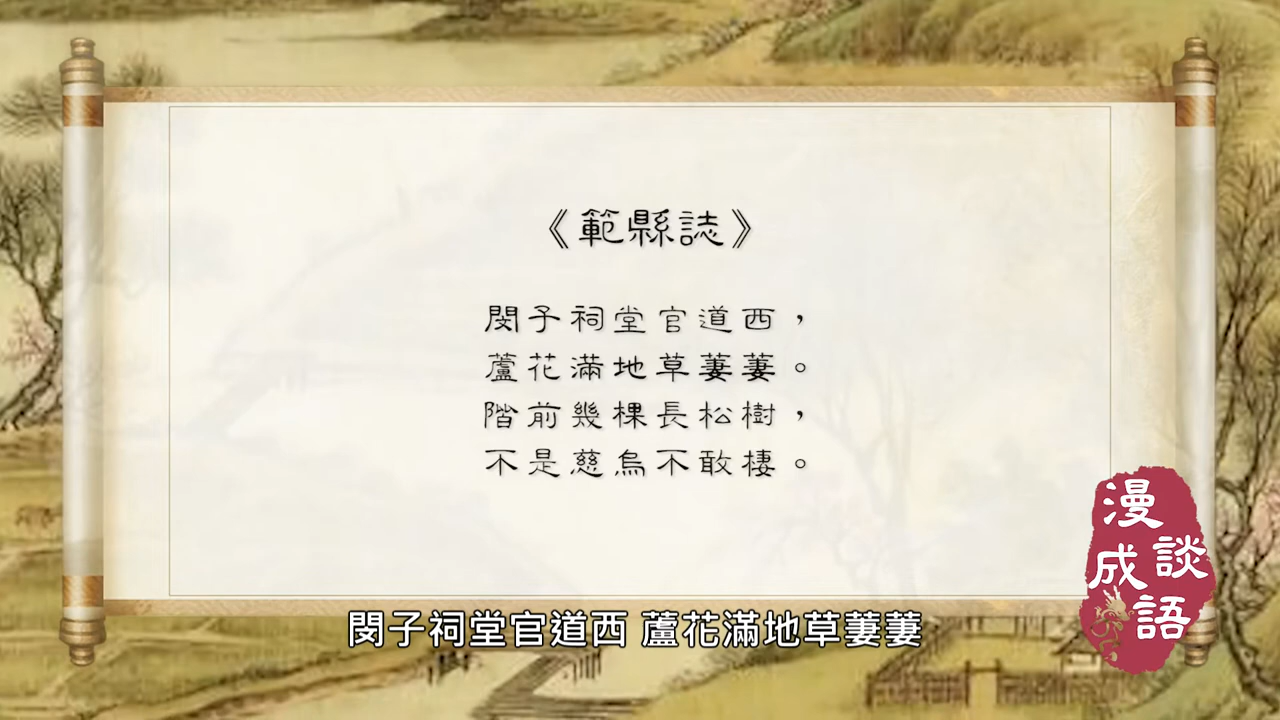 《範縣誌》
閔子祠堂官道西，
蘆花滿地草萋萋。
階前幾棵長松樹，
不是慈烏不敢棲。
漫談
成語
閔子祠堂官道西 蘆花滿地草萋萋